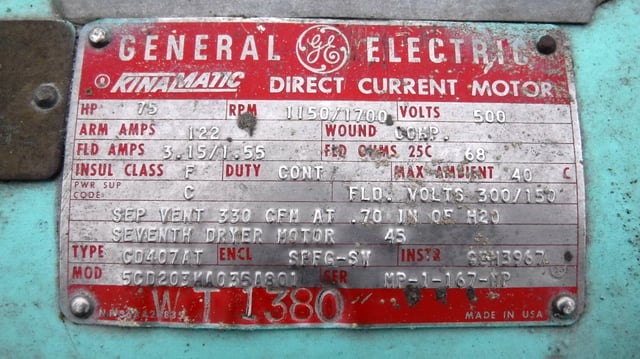 GENERAL GE ELECTRIC
KINAMATIC DIRECT CURRENT MOTOR
HP 75 RPM 1150/1700 VOLTS 500
ARM AMPS 122 WOUND COMP.
FLD AMPS 3.15/1.55 FLD OHMS 25C 68
INSUL CLASS F DUTY CONT MAX AMBIENT 40 C
PWR SUP
CODE: C FLD. VOLTS 300/150
SEP VENT 330 CFM AT .70 IN OF H2O
SEVENTH DRYER MOTOR 45
TYPE CD407AT ENCL SPFG-SV INSTR
MOD SER MP-1-167-MP
WT 1380
MADE IN USA